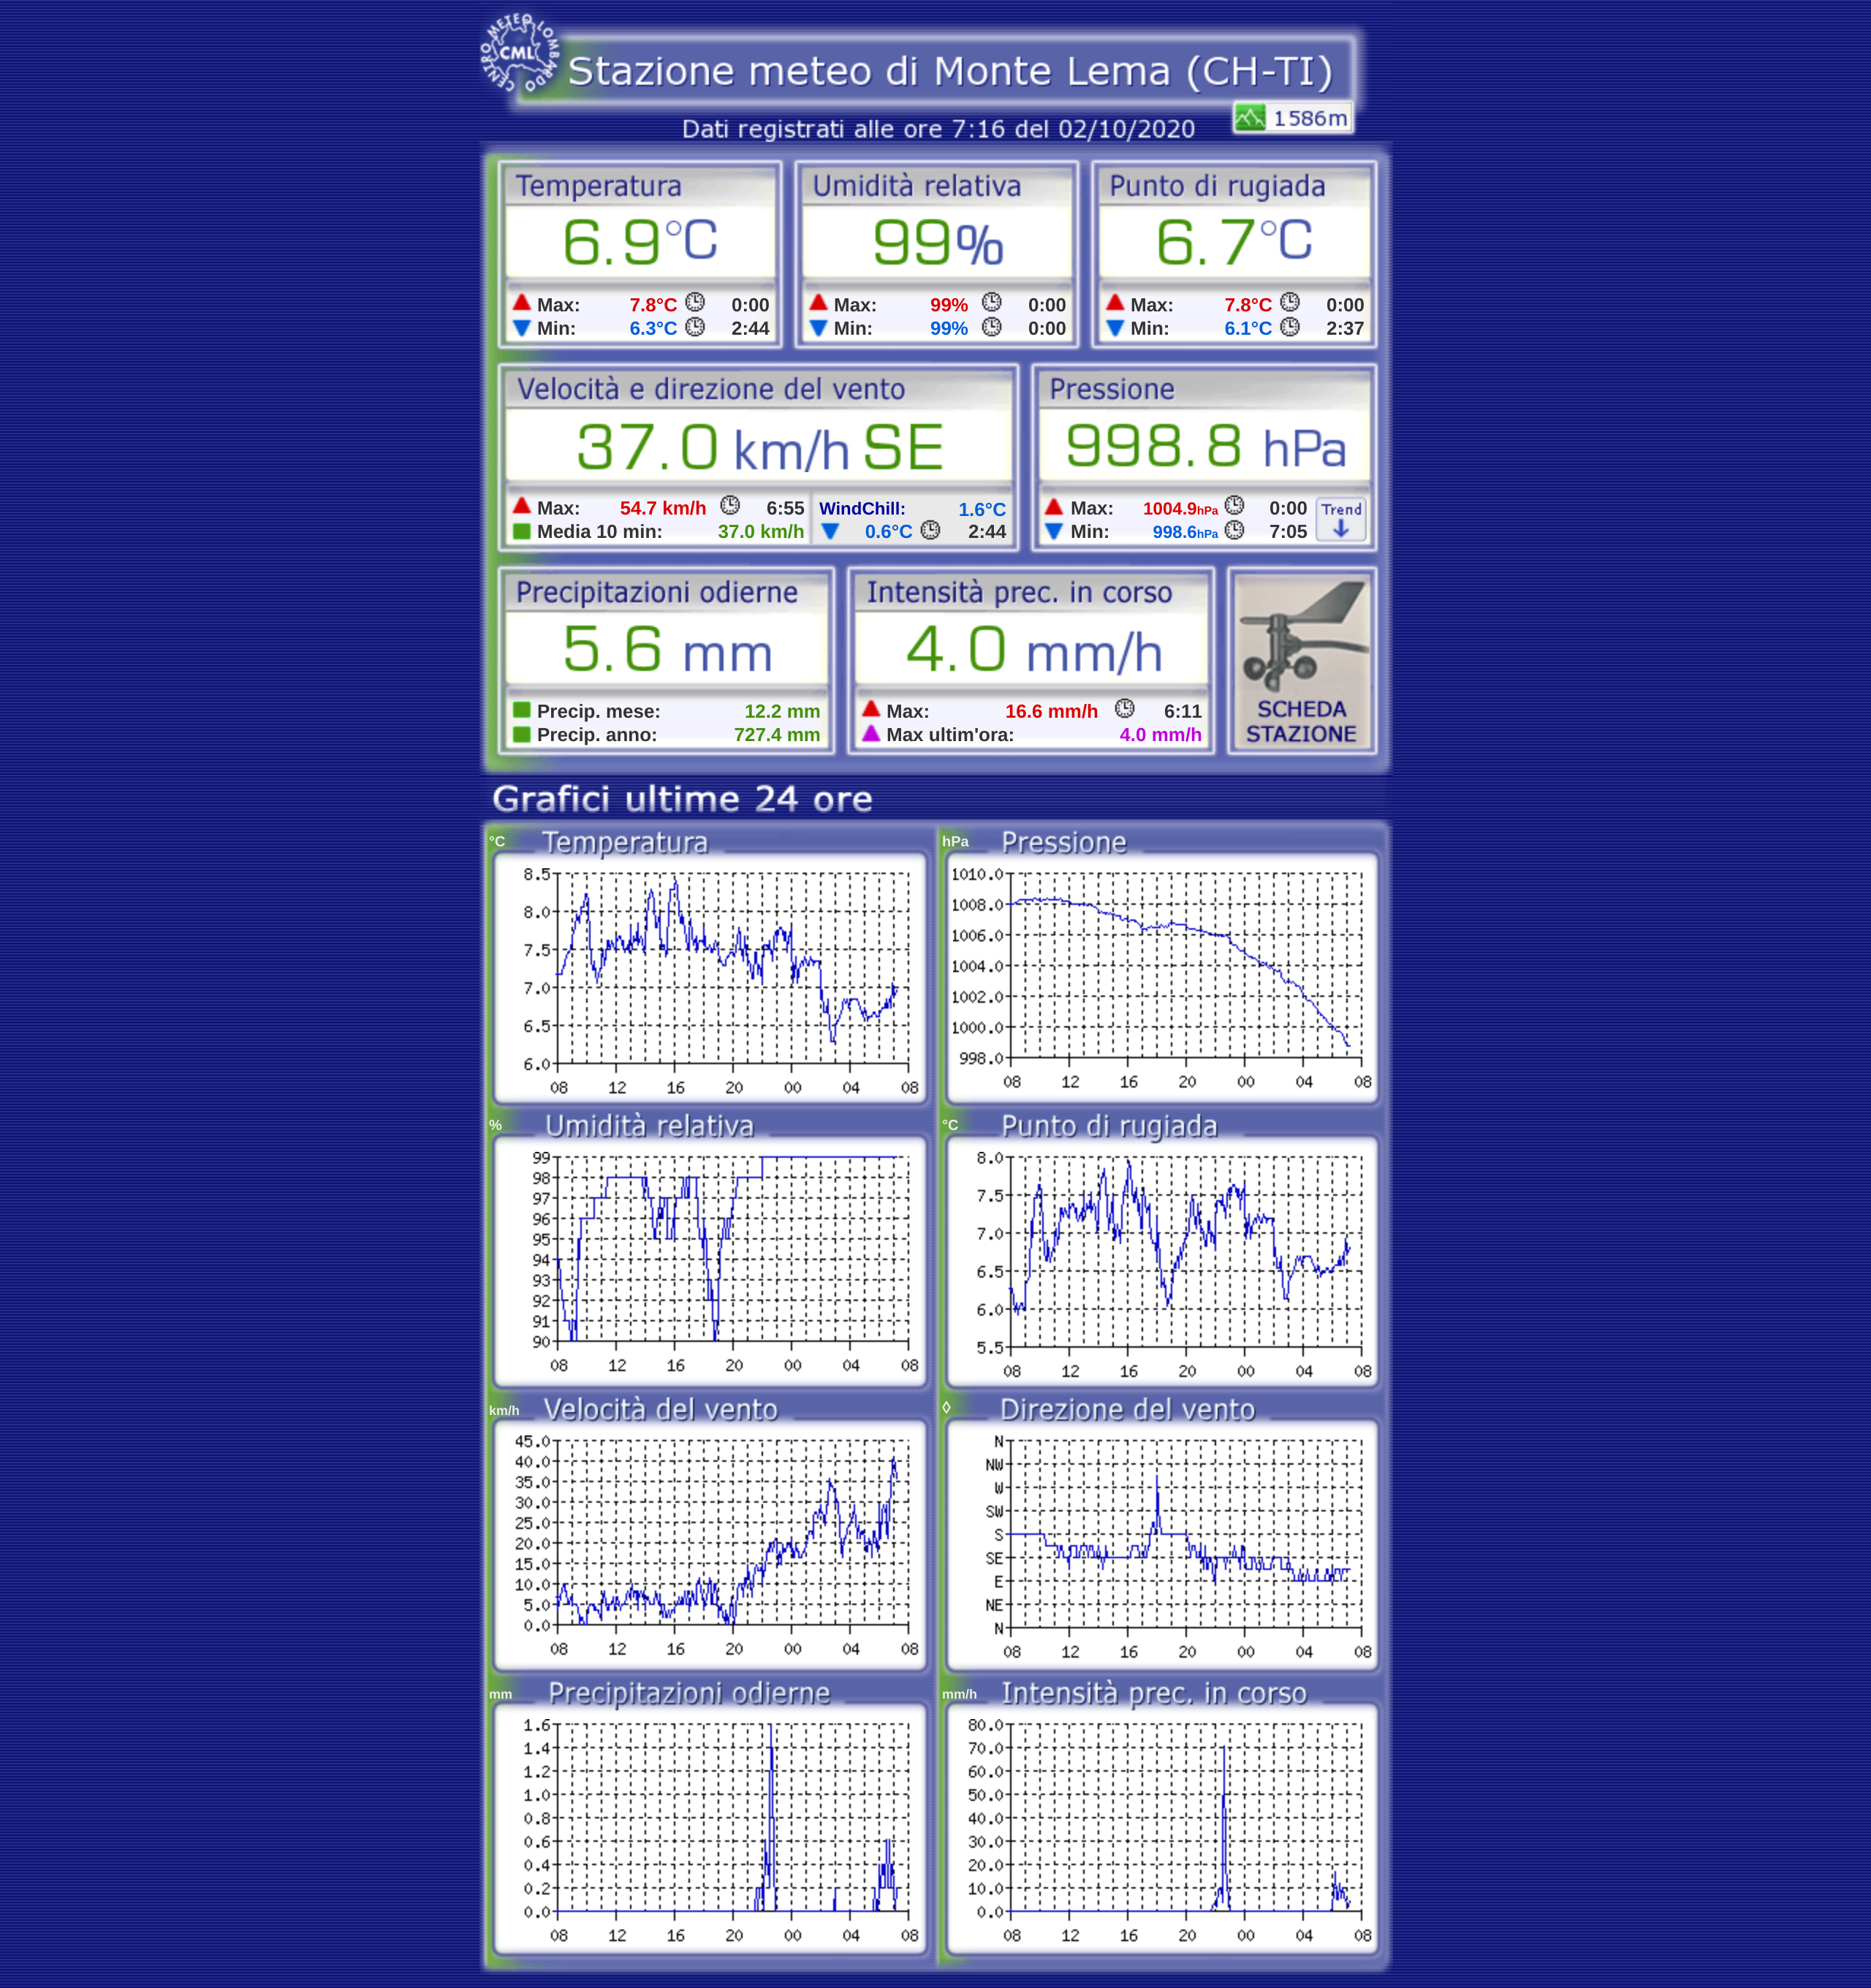 CENTRO METEO LOMBARDO
CML
Stazione meteo di Monte Lema (CH-TI)
1586m
Dati registrati alle ore 7:16 del 02/10/2020
Temperatura Umidità relativa Punto di rugiada
6.9°C 99% 6.7°C
Max: 7.8°C 0:00 Max: 99% 0:00 Max: 7.8°C 0:00
Min: 6.3°C 2:44 Min: 99% 0:00 Min: 6.1°C 2:37
Velocità e direzione del vento Pressione
37.0 km/h SE 998.8 hPa
Max: 54.7 km/h 6:55 WindChill: 1.6°C Max: 1004.9hPa 0:00 Trend
Media 10 min: 37.0 km/h 0.6°C 2:44 Min: 998.6hPa 7:05
Precipitazioni odierne Intensità prec. in corso
5.6 mm 4.0 mm/h
Precip. mese: 12.2 mm Max: 16.6 mm/h 6:11 SCHEDA
Precip. anno: 727.4 mm Max ultim'ora: 4.0 mm/h STAZIONE
Grafici ultime 24 ore
°C Temperatura
8.5
8.0
7.5
7.0
6.5
6.0
08 12 16 20 00 04 08
hPa Pressione
1010.0
1008.0
1006.0
1004.0
1002.0
1000.0
998.0
08 12 16 20 00 04 08
% Umidità relativa
99
98
97
96
95
94
93
92
91
90
08 12 16 20 00 04 08
°C Punto di rugiada
8.0
7.5
7.0
6.5
6.0
5.5
08 12 16 20 00 04 08
km/h Velocità del vento
45.0
40.0
35.0
30.0
25.0
20.0
15.0
10.0
5.0
0.0
08 12 16 20 00 04 08
◊ Direzione del vento
N
NW
W
SW
S
SE
E
NE
N
08 12 16 20 00 04 08
mm Precipitazioni odierne
1.6
1.4
1.2
1.0
0.8
0.6
0.4
0.2
0.0
08 12 16 20 00 04 08
mm/h Intensità prec. in corso
80.0
70.0
60.0
50.0
40.0
30.0
20.0
10.0
0.0
08 12 16 20 00 04 08